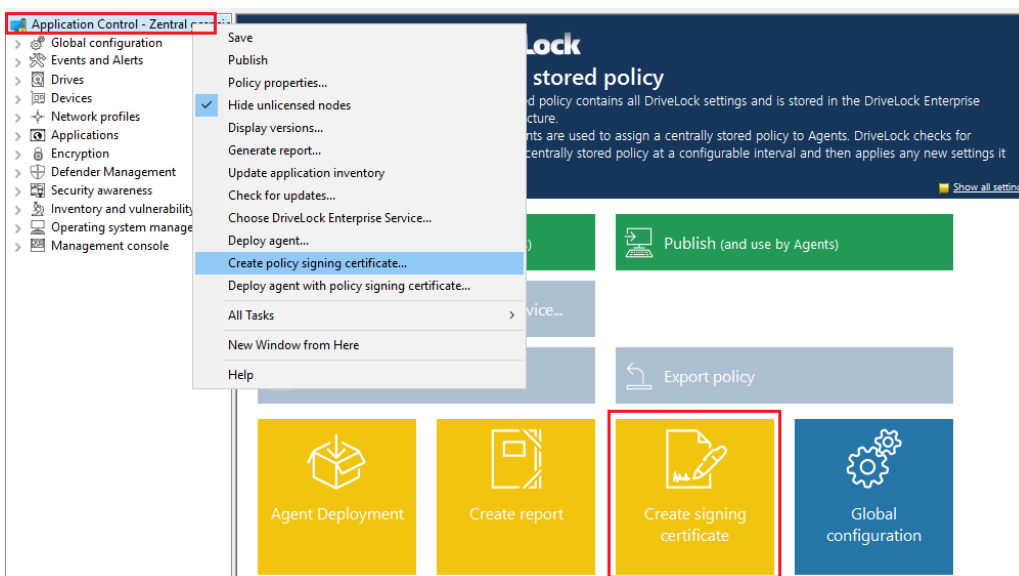 Application Control - Zentral
Global configuration
Events and Alerts
Drives
Devices
Network profiles
Applications
Encryption
Defender Management
Security awareness
Inventory and vulnerability
Operating system manage
Management console
Save
Publish
Policy properties...
Hide unlicensed nodes
Display versions...
Generate report...
Update application inventory
Check for updates...
Choose DriveLock Enterprise Service...
Deploy agent...
Create policy signing certificate...
Deploy agent with policy signing certificate...
All Tasks
New Window from Here
Help
Lock
stored policy
d policy contains all DriveLock settings and is stored in the DriveLock Enterprise
cture.
nts are used to assign a centrally stored policy to Agents. DriveLock checks for
centrally stored policy at a configurable interval and then applies any new settings it
Show all setting
)
Publish (and use by Agents)
vice...
Export policy
Agent Deployment
Create report
Create signing
certificate
Global
configuration